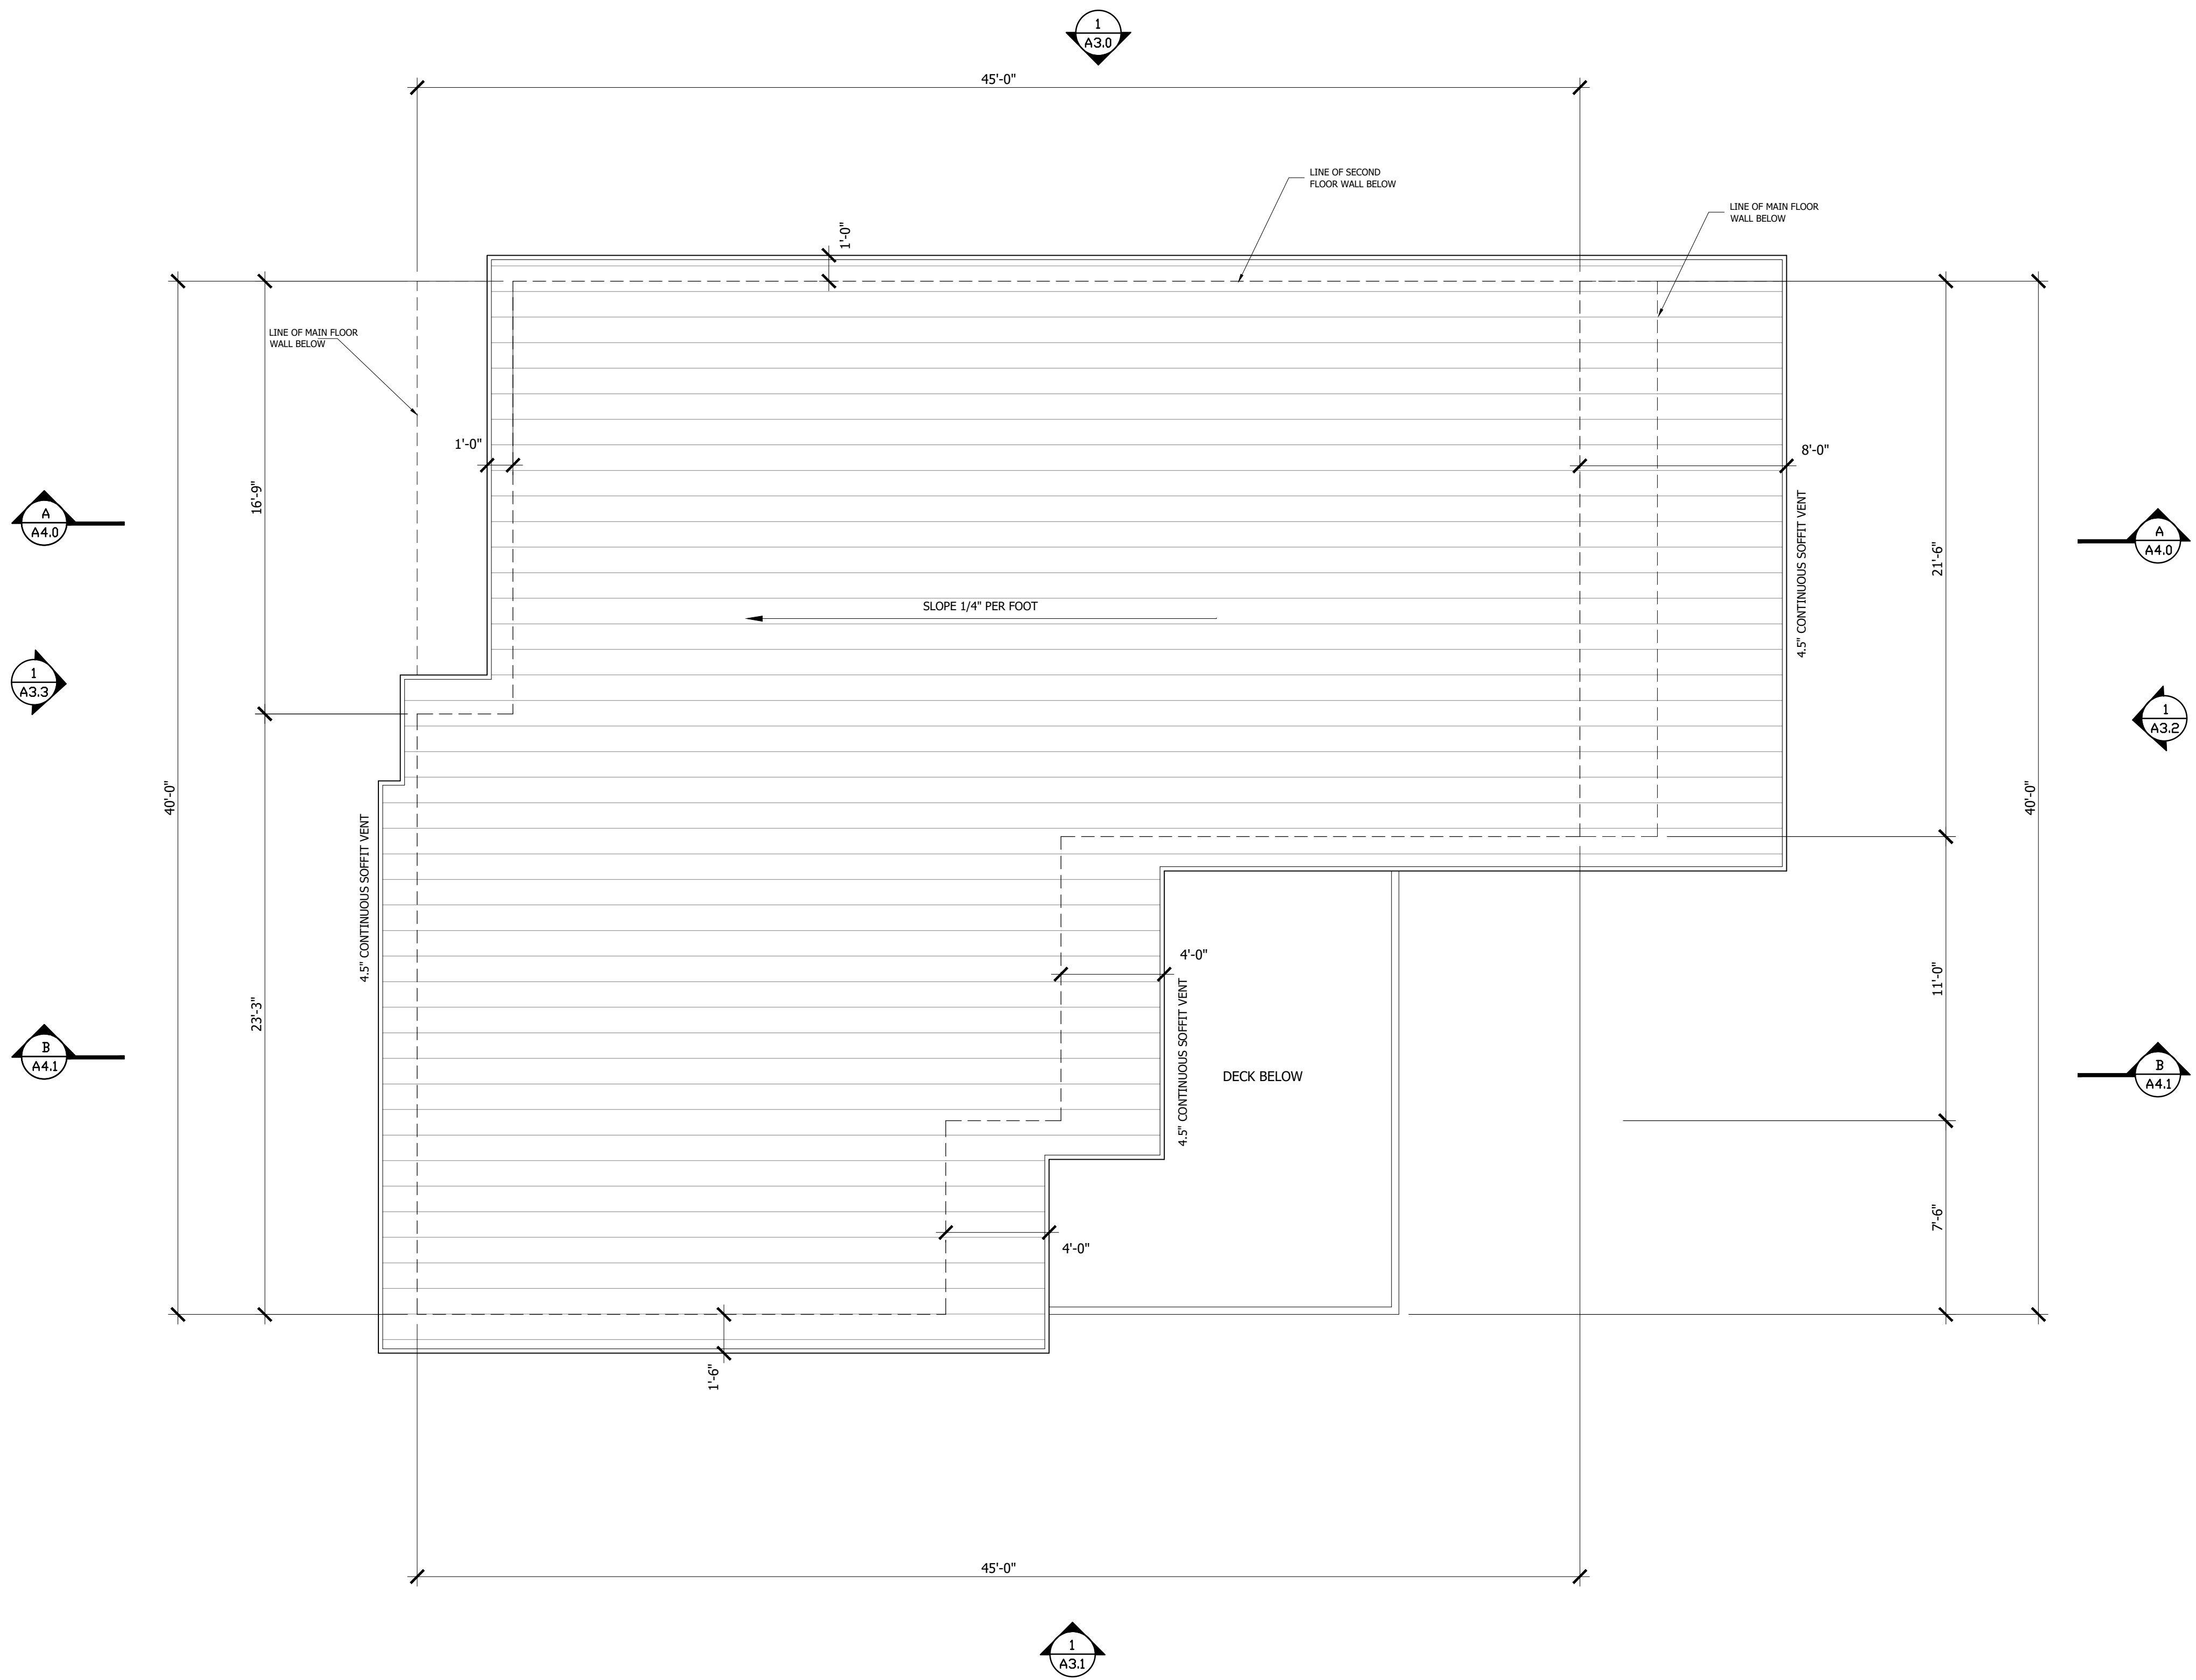 1
A3.0
45'-0"
LINE OF SECOND
FLOOR WALL BELOW
LINE OF MAIN FLOOR
WALL BELOW
1'-0"
LINE OF MAIN FLOOR
WALL BELOW
1'-0"
8'-0"
16'-9"
A
A4.0
4.5" CONTINUOUS SOFFIT VENT
21'-6"
A
A4.0
SLOPE 1/4" PER FOOT
1
A3.3
1
A3.2
40'-0"
40'-0"
4.5" CONTINUOUS SOFFIT VENT
4'-0"
11'-0"
23'-3"
4.5" CONTINUOUS SOFFIT VENT
B
A4.1
DECK BELOW
B
A4.1
7'-6"
4'-0"
1'-6"
45'-0"
1
A3.1